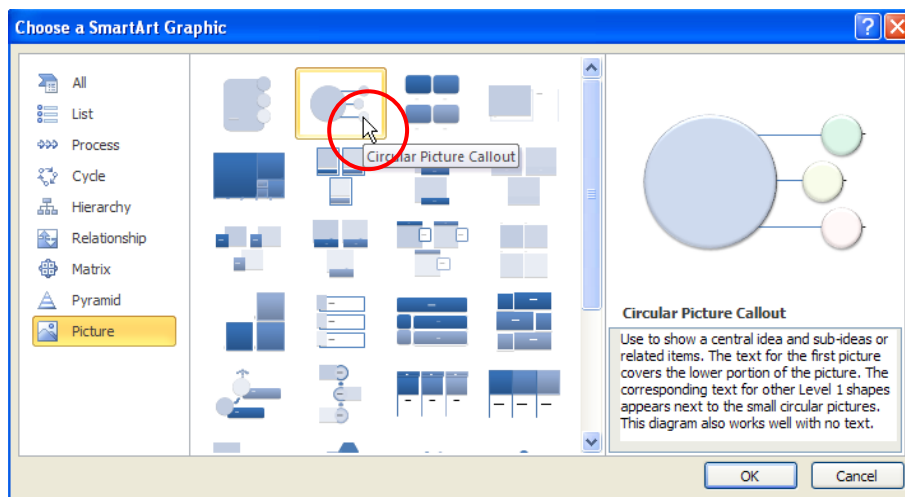 Choose a SmartArt Graphic
All
List
Process
Cycle
Hierarchy
Relationship
Matrix
Pyramid
Picture
Circular Picture Callout
Circular Picture Callout
Use to show a central idea and sub-ideas or
related items. The text for the first picture
covers the lower portion of the picture. The
corresponding text for other Level 1 shapes
appears next to the small circular pictures.
This diagram also works well with no text.
OK
Cancel